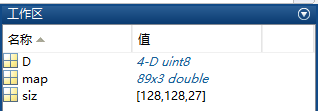 工作区
名称 值
D 4-D uint8
map 89x3 double
siz [128,128,27]